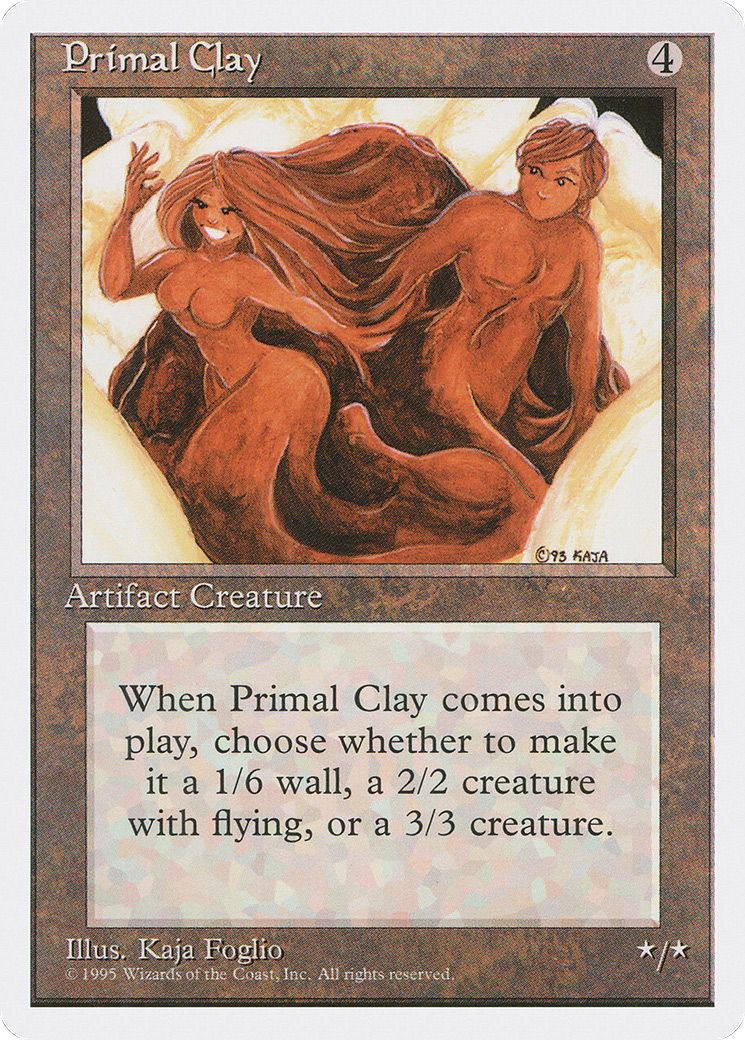 Primal Clay 4
©93 KAJA
Artifact Creature
When Primal Clay comes into
play, choose whether to make
it a 1/6 wall, a 2/2 creature
with flying, or a 3/3 creature.
Illus. Kaja Foglio ★/★
© 1995 Wizards of the Coast, Inc. All rights reserved.